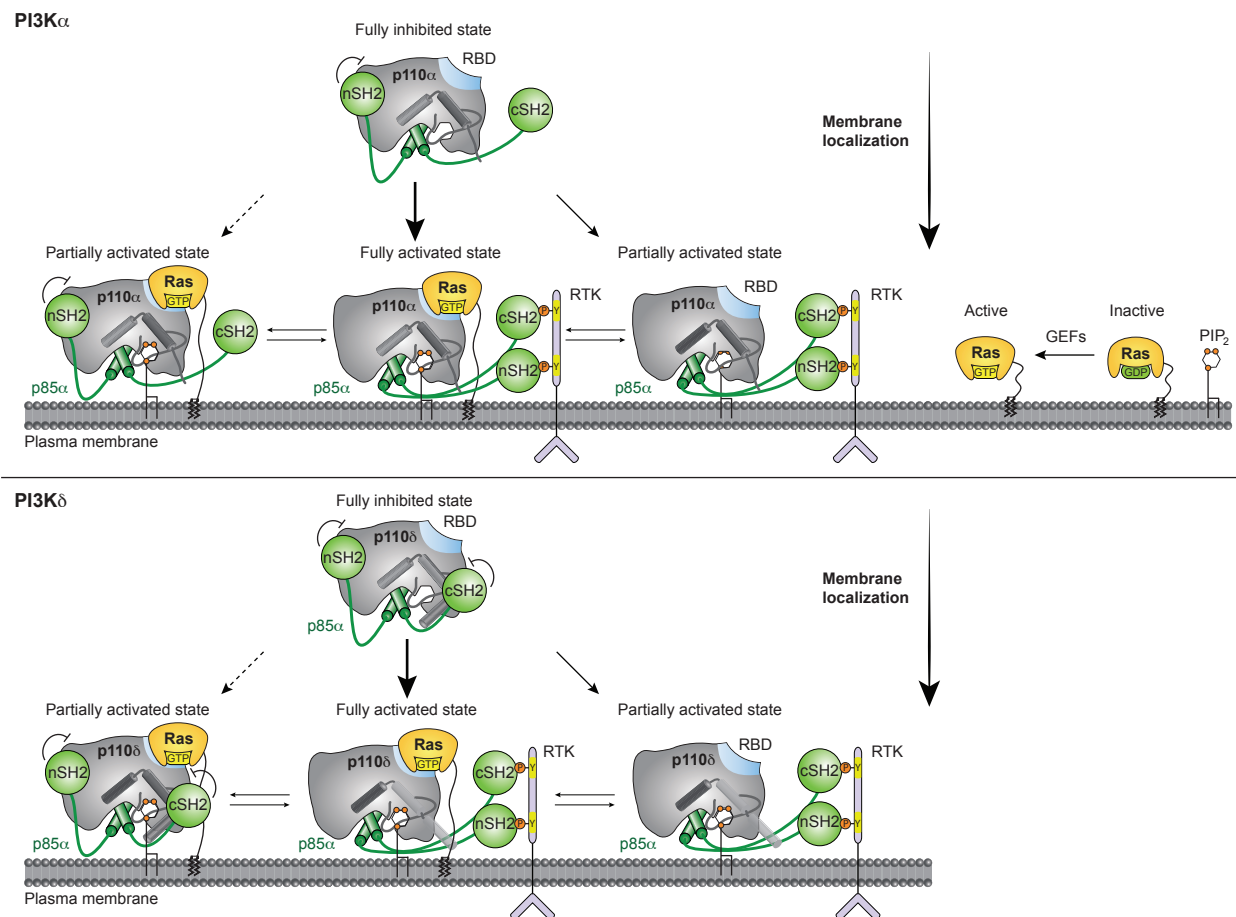 PI3Kα
Fully inhibited state
RBD
p110α
nSH2
cSH2
Membrane
localization
Partially activated state
Fully activated state
Partially activated state
Ras
GTP
p110α
nSH2
cSH2
p85α
Ras
GTP
p110α
cSH2
P
Y
nSH2
P
Y
RTK
p85α
RBD
p110α
cSH2
P
Y
nSH2
P
Y
RTK
p85α
Active
Inactive
GEFs
PIP2
Ras
GTP
Ras
GDP
Plasma membrane
PI3Kδ
Fully inhibited state
RBD
p110δ
nSH2
cSH2
p85α
Membrane
localization
Partially activated state
Fully activated state
Partially activated state
Ras
GTP
p110δ
nSH2
cSH2
p85α
Ras
GTP
p110δ
cSH2
P
Y
nSH2
P
Y
RTK
p85α
RBD
p110δ
cSH2
P
Y
nSH2
P
Y
RTK
p85α
Plasma membrane